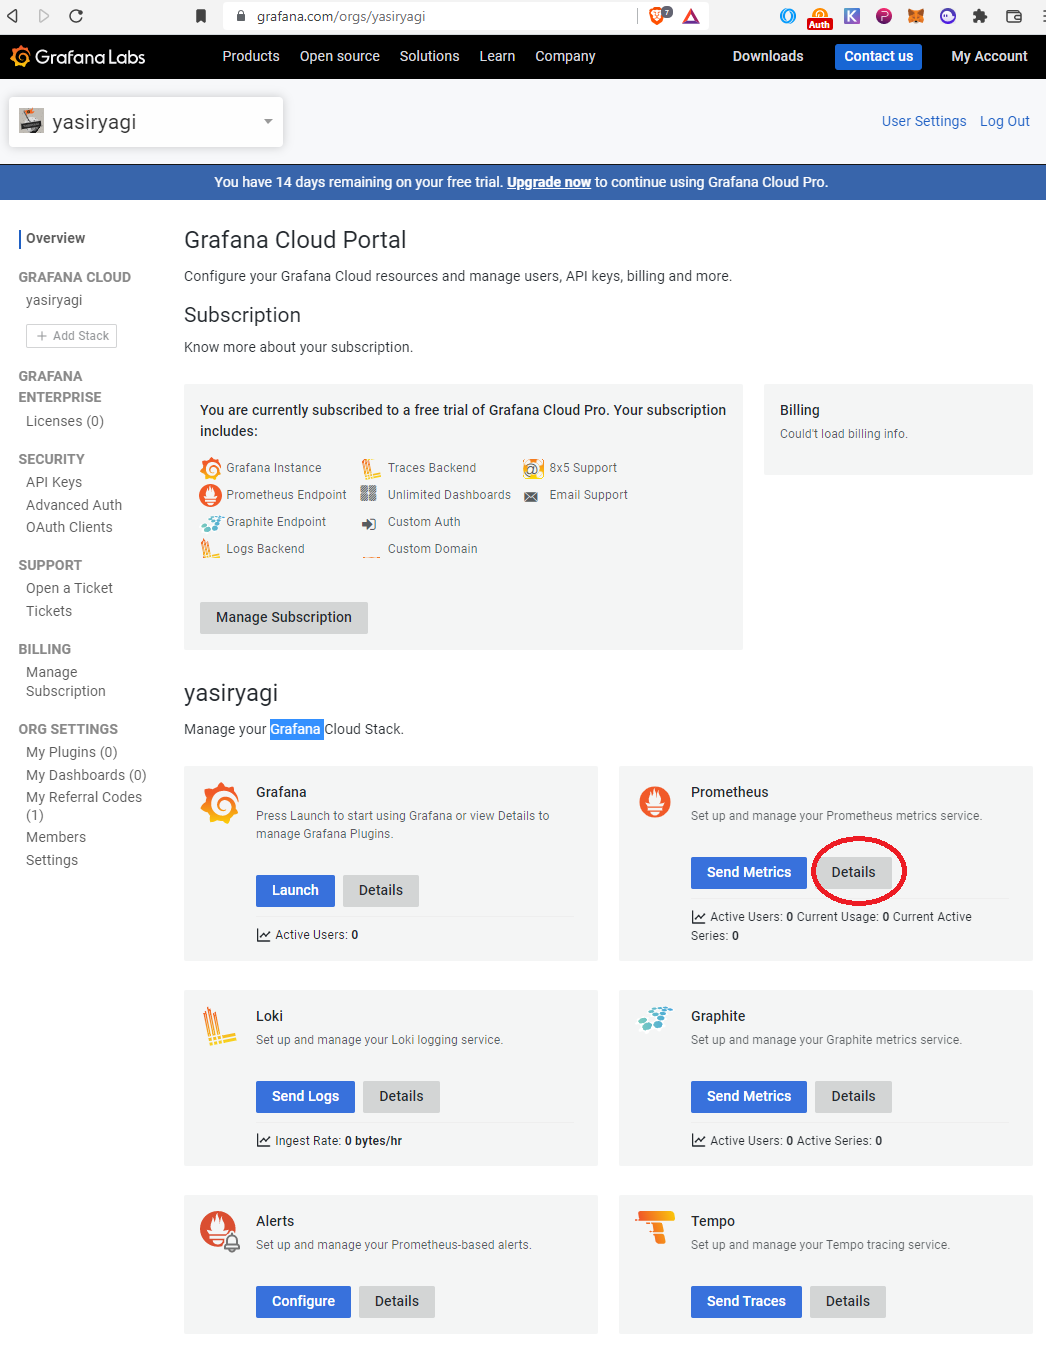 grafana.com/orgs/yasiryagi
7
Auth
Grafana Labs
Products Open source Solutions Learn Company Downloads Contact us My Account
yasiryagi
User Settings Log Out
You have 14 days remaining on your free trial. Upgrade now to continue using Grafana Cloud Pro.
Overview
GRAFANA CLOUD
yasiryagi
+ Add Stack
GRAFANA
ENTERPRISE
Licenses (0)
SECURITY
API Keys
Advanced Auth
OAuth Clients
SUPPORT
Open a Ticket
Tickets
BILLING
Manage
Subscription
ORG SETTINGS
My Plugins (0)
My Dashboards (0)
My Referral Codes
(1)
Members
Settings
Grafana Cloud Portal
Configure your Grafana Cloud resources and manage users, API keys, billing and more.
Subscription
Know more about your subscription.
You are currently subscribed to a free trial of Grafana Cloud Pro. Your subscription
includes:
Grafana Instance Traces Backend 8x5 Support
Prometheus Endpoint Unlimited Dashboards Email Support
Graphite Endpoint Custom Auth
Logs Backend Custom Domain
Manage Subscription
Billing
Could't load billing info.
yasiryagi
Manage your Grafana Cloud Stack.
Grafana
Press Launch to start using Grafana or view Details to
manage Grafana Plugins.
Launch Details
Active Users: 0
Prometheus
Set up and manage your Prometheus metrics service.
Send Metrics Details
Active Users: 0 Current Usage: 0 Current Active
Series: 0
Loki
Set up and manage your Loki logging service.
Send Logs Details
Ingest Rate: 0 bytes/hr
Graphite
Set up and manage your Graphite metrics service.
Send Metrics Details
Active Users: 0 Active Series: 0
Alerts
Set up and manage your Prometheus-based alerts.
Configure Details
Tempo
Set up and manage your Tempo tracing service.
Send Traces Details